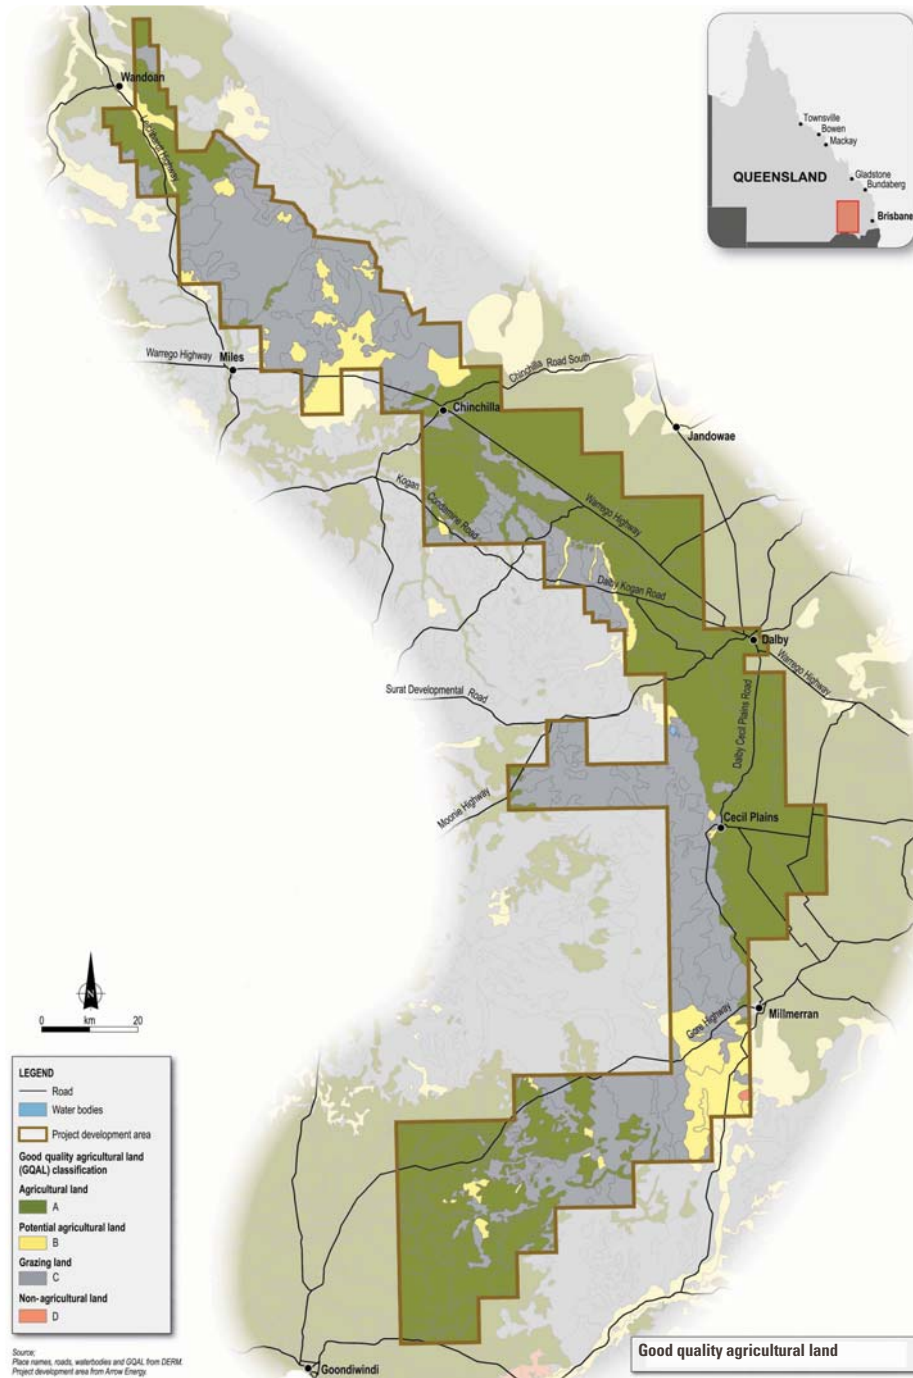 Wandoan
Leichhardt Highway
Townsville
Bowen
Mackay
Gladstone
QUEENSLAND
Bundaberg
Brisbane
Warrego Highway
Miles
Chinchilla Road South
Chinchilla
Jandowae
Kogan
Condamine Road
Warrego Highway
Dalby Kogan Road
Dalby
Warrego Highway
Surat Developmental Road
Dalby Cecil Plains Road
Moonie Highway
Cecil Plains
N
0 km 20
Gore Highway
Millmerran
LEGEND
Road
Water bodies
Project development area
Good quality agricultural land
(GQAL) classification
Agricultural land
A
Potential agricultural land
B
Grazing land
C
Non-agricultural land
D
Source:
Place names, roads, waterbodies and GQAL from DERM.
Project development area from Arrow Energy.
Goondiwindi
Good quality agricultural land